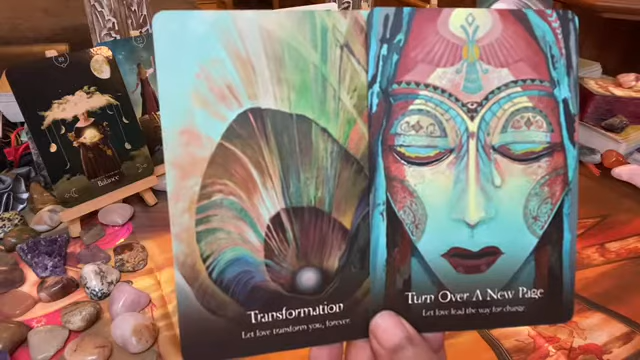 Balance
Transformation
Let love transform you, forever.
Turn Over A New Page
Let love lead the way for change.